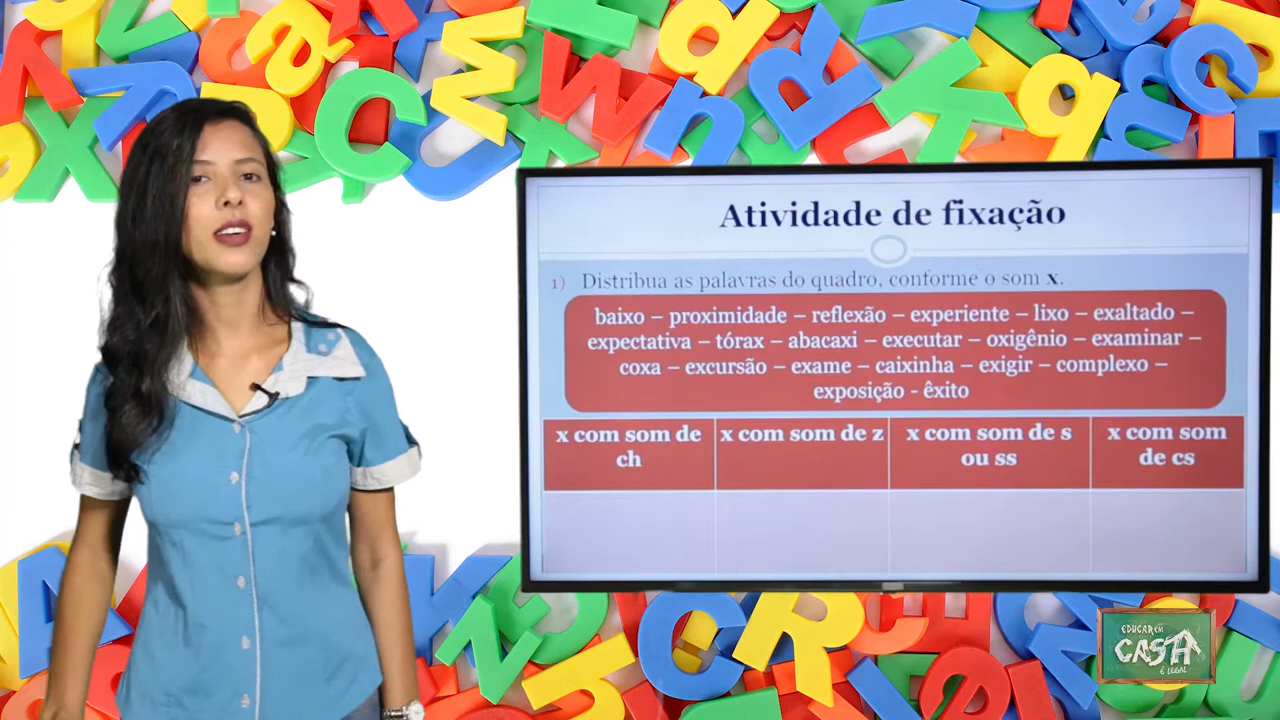 Atividade de fixação
1) Distribua as palavras do quadro, conforme o som x.
baixo – proximidade – reflexão – experiente – lixo – exaltado –
expectativa – tórax – abacaxi – executar – oxigênio – examinar –
coxa – excursão – exame – caixinha – exigir – complexo –
exposição - êxito
x com som de
ch
x com som de z
x com som de s
ou ss
x com som
de cs
EDUCAR EM
CASA
É LEGAL